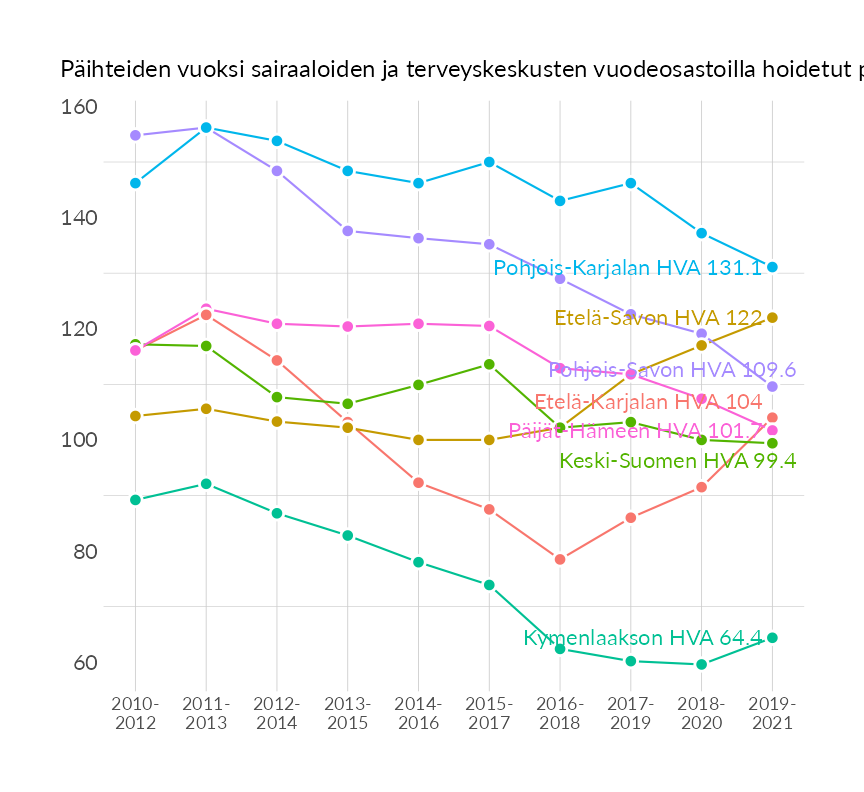 Päihteiden vuoksi sairaaloiden ja terveyskeskusten vuodeosastoilla hoidetut
160
140
120
100
80
60
Pohjois-Karjalan HVA 131.1
Etelä-Savon HVA 122
Pohjois-Savon HVA 109.6
Etelä-Karjalan HVA 104
Päijät-Hämeen HVA 101.7
Keski-Suomen HVA 99.4
Kymenlaakson HVA 64.4
2010- 2011- 2012- 2013- 2014- 2015- 2016- 2017- 2018- 2019-
2012 2013 2014 2015 2016 2017 2018 2019 2020 2021